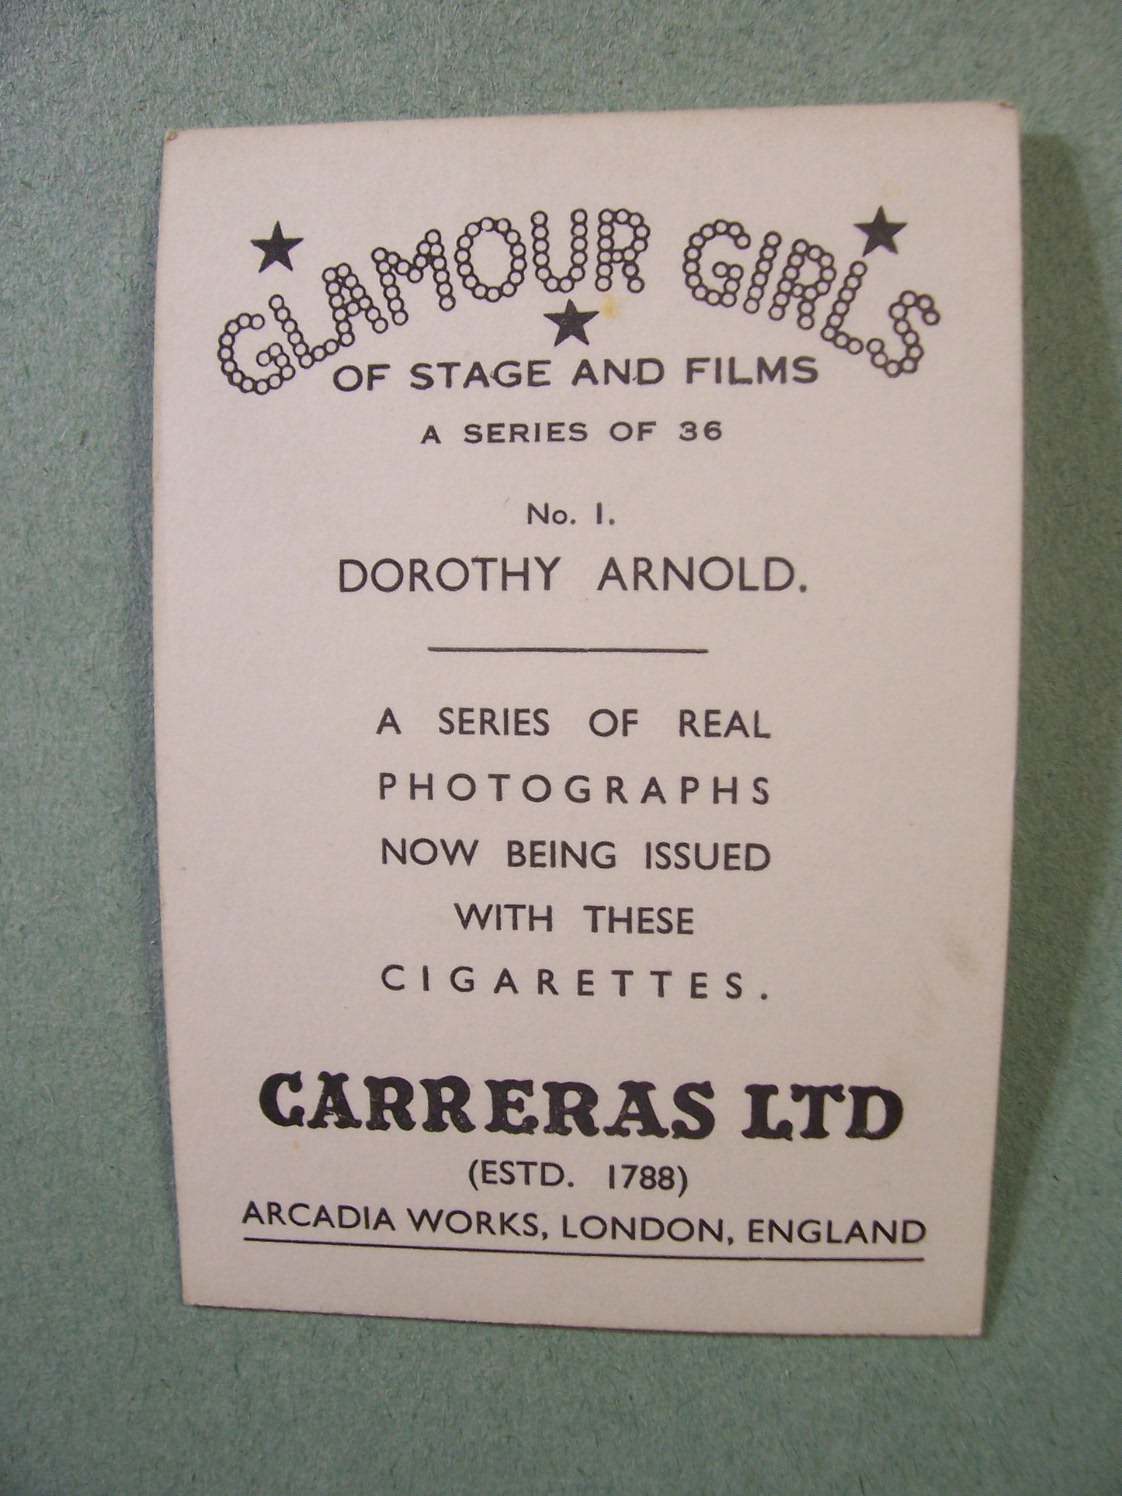 GLAMOUR GIRLS
OF STAGE AND FILMS
A SERIES OF 36
No. 1.
DOROTHY ARNOLD.
A SERIES OF REAL
PHOTOGRAPHS
NOW BEING ISSUED
WITH THESE
CIGARETTES.
CARRERAS LTD
(ESTD. 1788)
ARCADIA WORKS, LONDON, ENGLAND